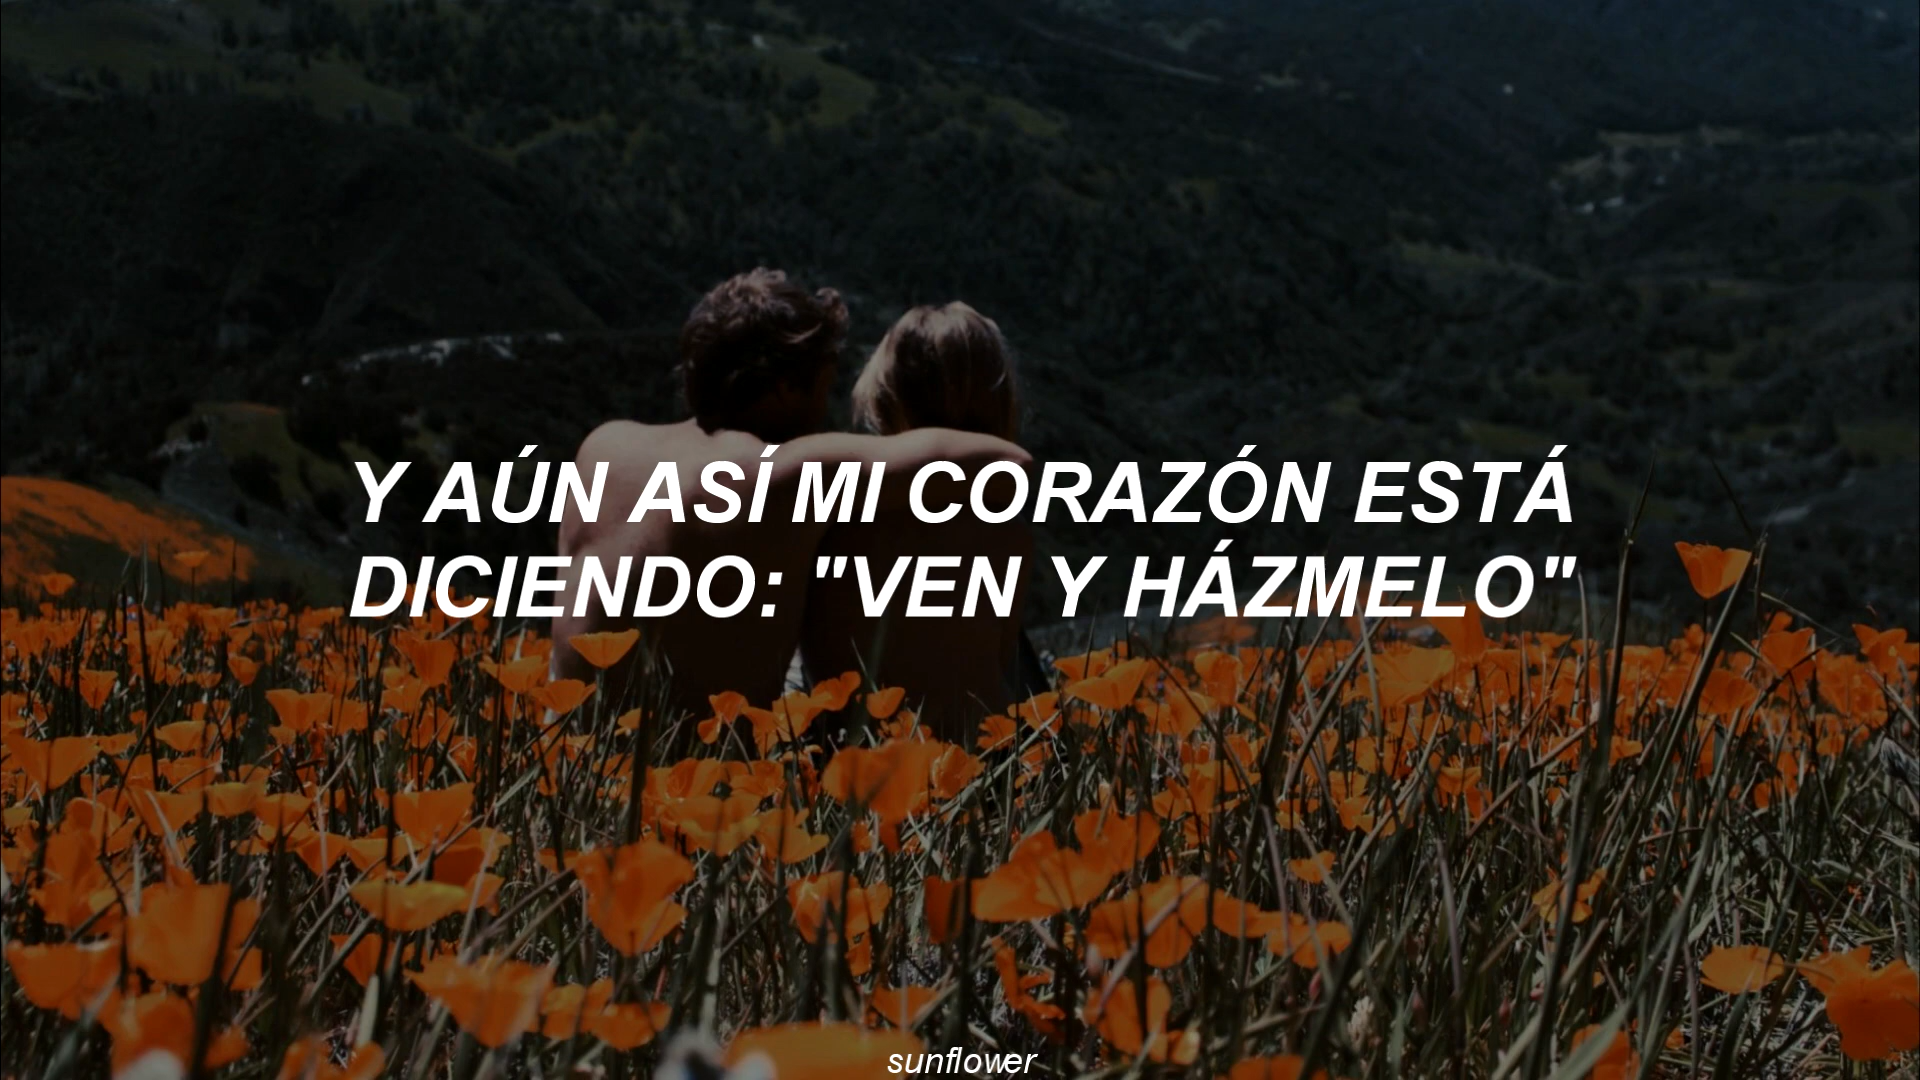 Y AÚN ASÍ MI CORAZÓN ESTÁ
DICIENDO: "VEN Y HÁZMELO"
sunflower